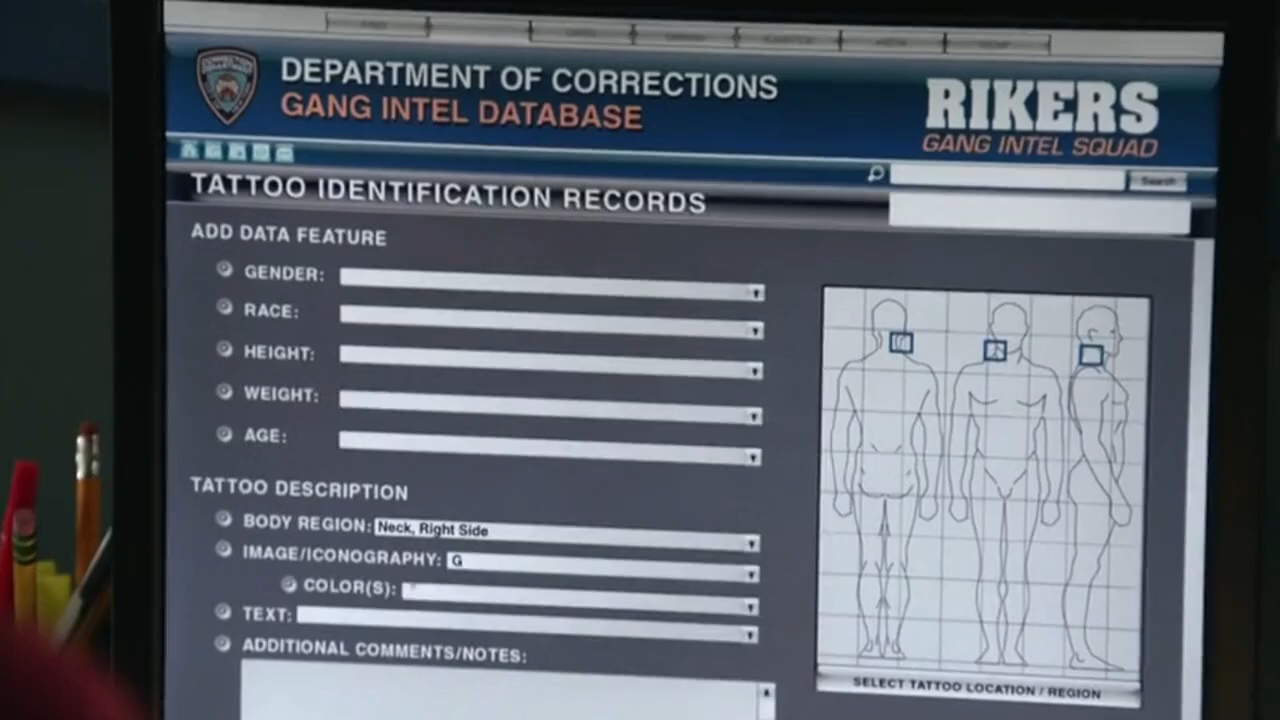 DEPARTMENT OF CORRECTIONS
GANG INTEL DATABASE
RIKERS
GANG INTEL SQUAD
Search
TATTOO IDENTIFICATION RECORDS
ADD DATA FEATURE
GENDER:
RACE:
HEIGHT:
WEIGHT:
AGE:
TATTOO DESCRIPTION
BODY REGION: Neck, Right Side
IMAGE/ICONOGRAPHY: G
COLOR(S):
TEXT:
ADDITIONAL COMMENTS/NOTES:
SELECT TATTOO LOCATION / REGION